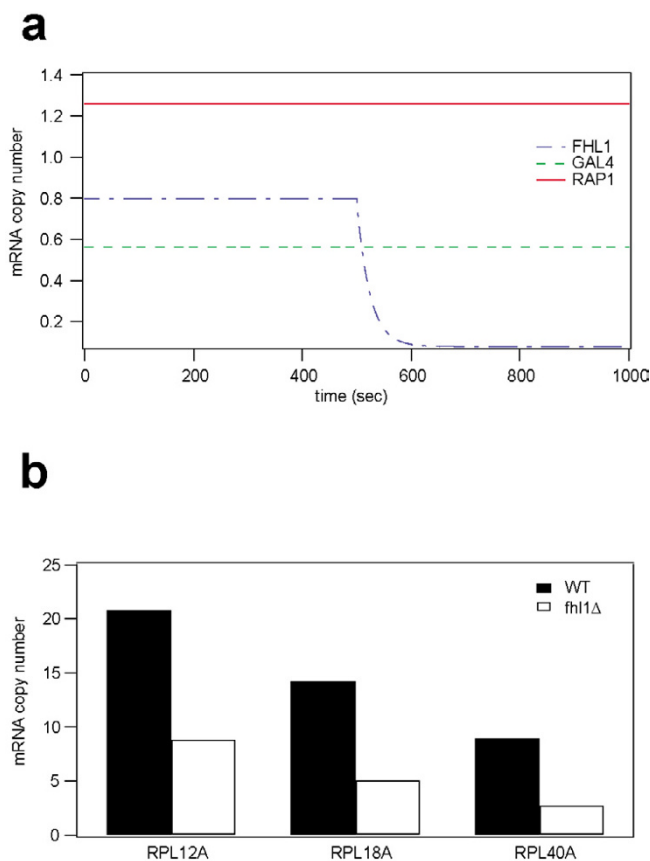 a
1.4
1.2
1.0
0.8
0.6
0.4
0.2
mRNA copy number
FHL1
GAL4
RAP1
0 200 400 600 800 1000
time (sec)
b
25
20
15
10
5
0
mRNA copy number
WT
fhl1Δ
RPL12A RPL18A RPL40A